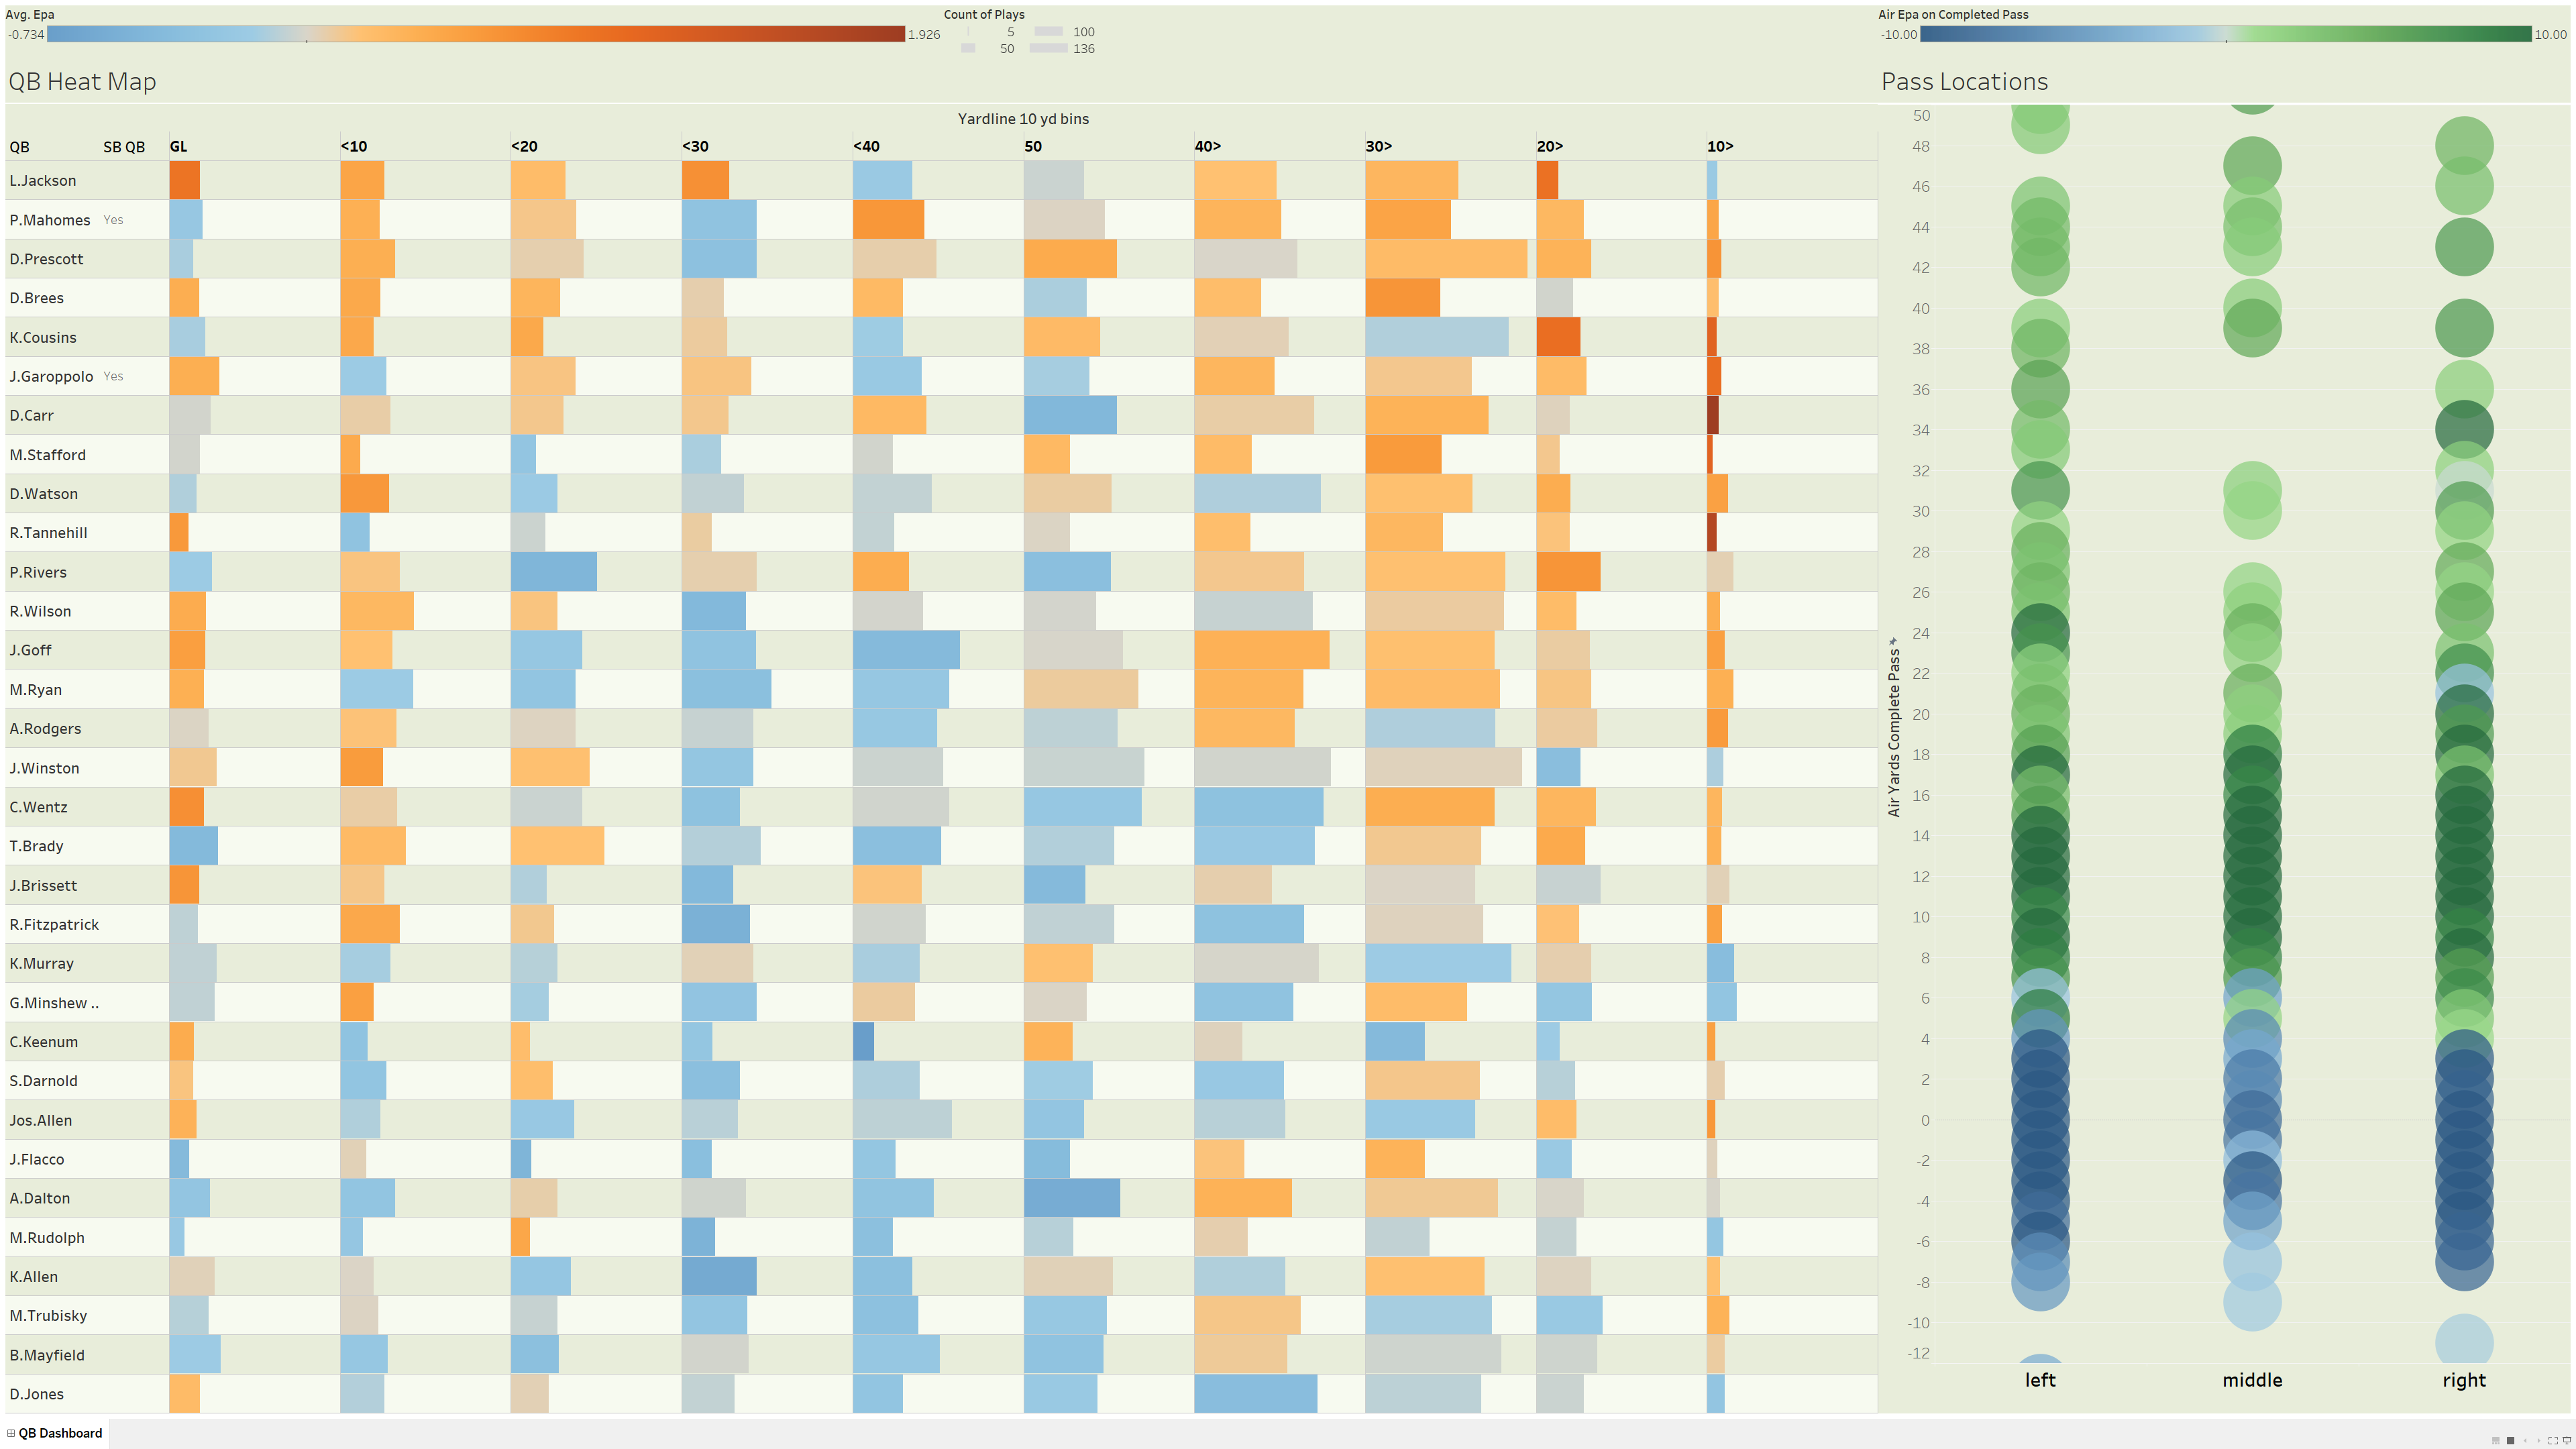 Avg. Epa
-0.734 1.926
Count of Plays
5 100
50 136
Air Epa on Completed Pass
-10.00 10.00
QB Heat Map
Pass Locations
Yardline 10 yd bins
QB SB QB GL <10 <20 <30 <40 50 40> 30> 20> 10>
L.Jackson
P.Mahomes Yes
D.Prescott
D.Brees
K.Cousins
J.Garoppolo Yes
D.Carr
M.Stafford
D.Watson
R.Tannehill
P.Rivers
R.Wilson
J.Goff
M.Ryan
A.Rodgers
J.Winston
C.Wentz
T.Brady
J.Brissett
R.Fitzpatrick
K.Murray
G.Minshew ..
C.Keenum
S.Darnold
Jos.Allen
J.Flacco
A.Dalton
M.Rudolph
K.Allen
M.Trubisky
B.Mayfield
D.Jones
Air Yards Complete Pass
50
48
46
44
42
40
38
36
34
32
30
28
26
24
22
20
18
16
14
12
10
8
6
4
2
0
-2
-4
-6
-8
-10
-12
left middle right
QB Dashboard